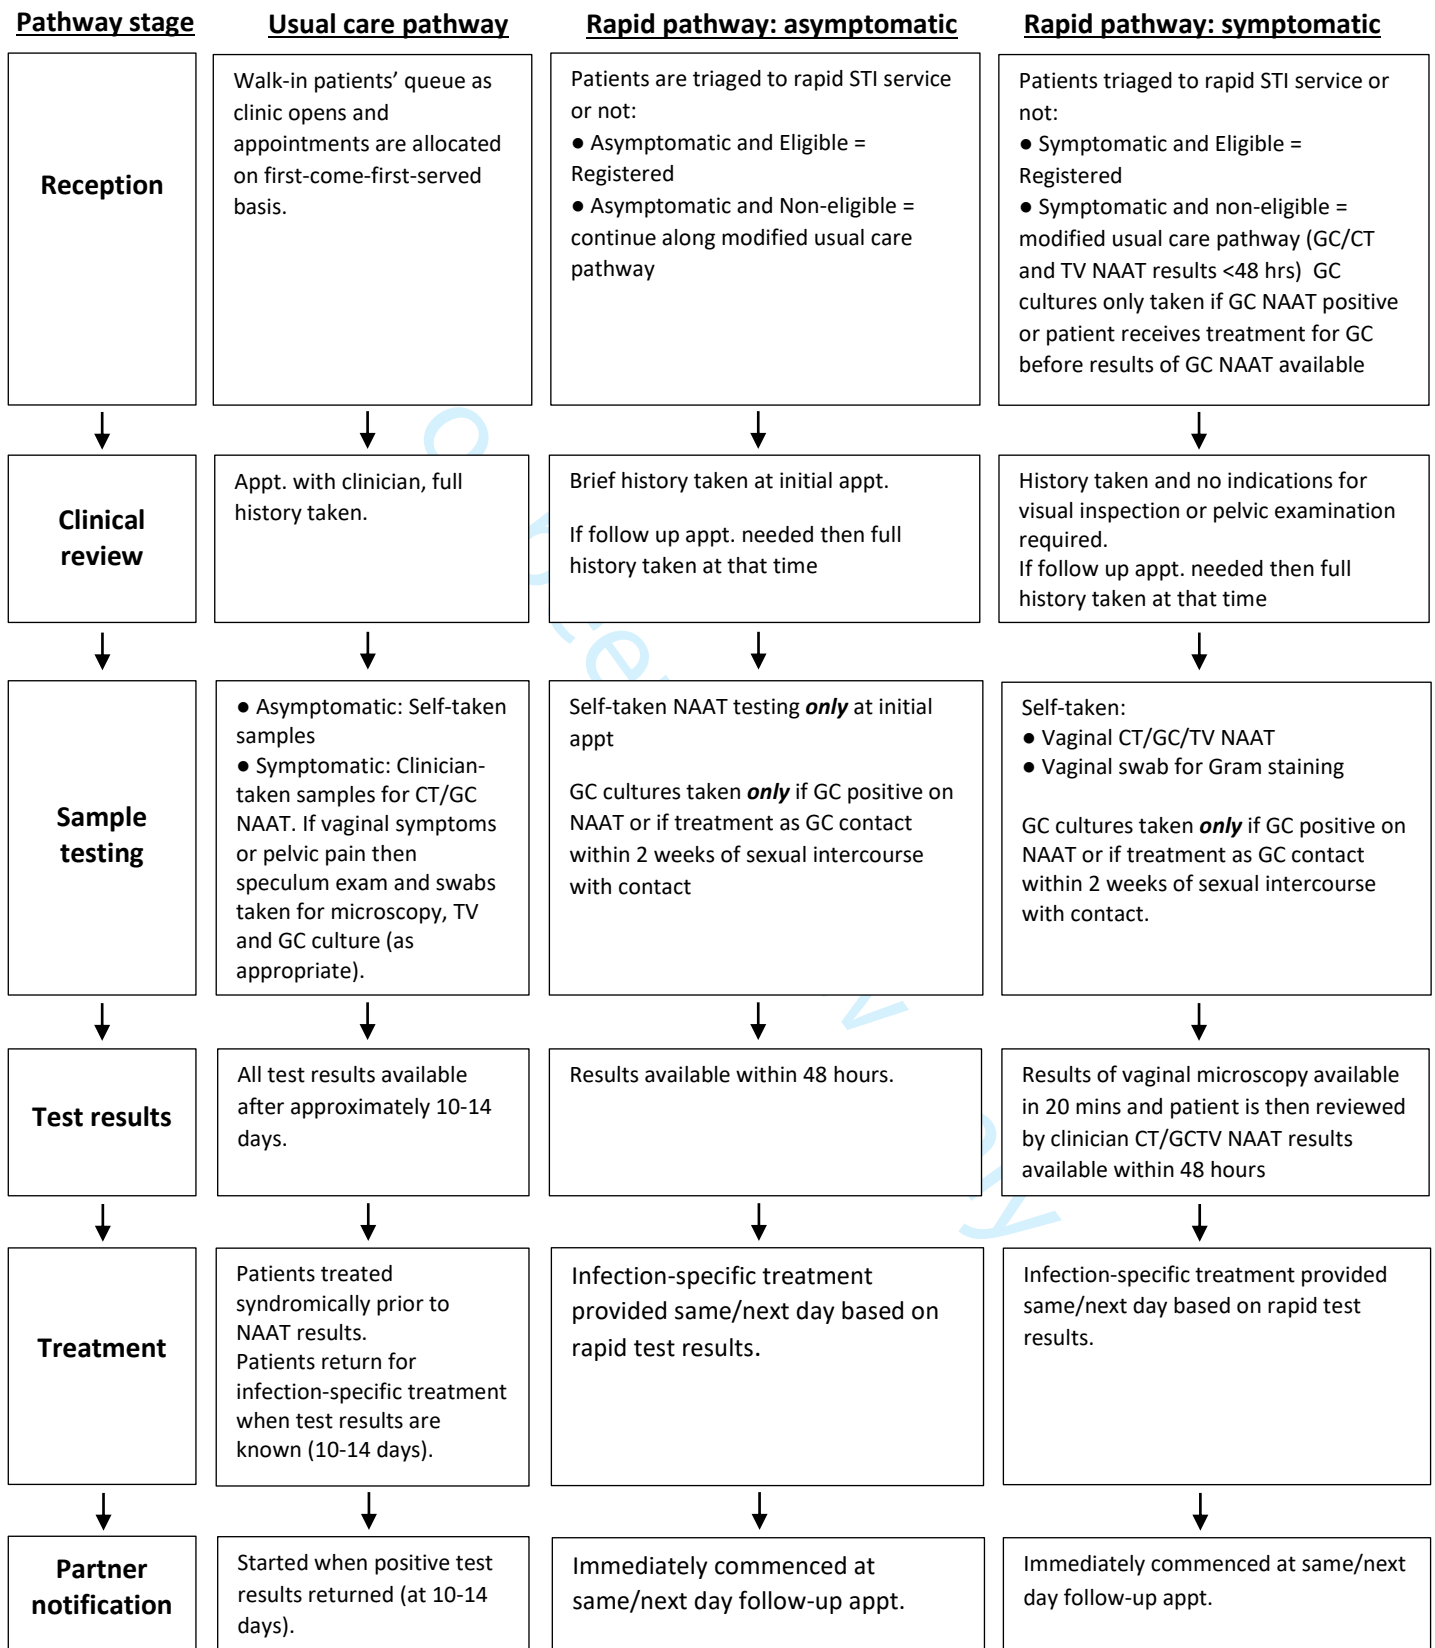 Pathway stage
Usual care pathway
Rapid pathway: asymptomatic
Rapid pathway: symptomatic
Reception
Walk-in patients’ queue as
clinic opens and
appointments are allocated
on first-come-first-served
basis.
Patients are triaged to rapid STI service
or not:
● Asymptomatic and Eligible =
Registered
● Asymptomatic and Non-eligible =
continue along modified usual care
pathway
Patients triaged to rapid STI service or
not:
● Symptomatic and Eligible =
Registered
● Symptomatic and non-eligible =
modified usual care pathway (GC/CT
and TV NAAT results <48 hrs)  GC
cultures only taken if GC NAAT positive
or patient receives treatment for GC
before results of GC NAAT available
Clinical
review
Appt. with clinician, full
history taken.
Brief history taken at initial appt.
If follow up appt. needed then full
history taken at that time
History taken and no indications for
visual inspection or pelvic examination
required.
If follow up appt. needed then full
history taken at that time
Sample
testing
● Asymptomatic: Self-taken
samples
● Symptomatic: Clinician-
taken samples for CT/GC
NAAT. If vaginal symptoms
or pelvic pain then
speculum exam and swabs
taken for microscopy, TV
and GC culture (as
appropriate).
Self-taken NAAT testing only at initial
appt
GC cultures taken only if GC positive on
NAAT or if treatment as GC contact
within 2 weeks of sexual intercourse
with contact
Self-taken:
● Vaginal CT/GC/TV NAAT
● Vaginal swab for Gram staining
GC cultures taken only if GC positive on
NAAT or if treatment as GC contact
within 2 weeks of sexual intercourse
with contact.
Test results
All test results available
after approximately 10-14
days.
Results available within 48 hours.
Results of vaginal microscopy available
in 20 mins and patient is then reviewed
by clinician CT/GCTV NAAT results
available within 48 hours
Treatment
Patients treated
syndromically prior to
NAAT results.
Patients return for
infection-specific treatment
when test results are
known (10-14 days).
Infection-specific treatment
provided same/next day based on
rapid test results.
Infection-specific treatment provided
same/next day based on rapid test
results.
Partner
notification
Started when positive test
results returned (at 10-14
days).
Immediately commenced at
same/next day follow-up appt.
Immediately commenced at same/next
day follow-up appt.